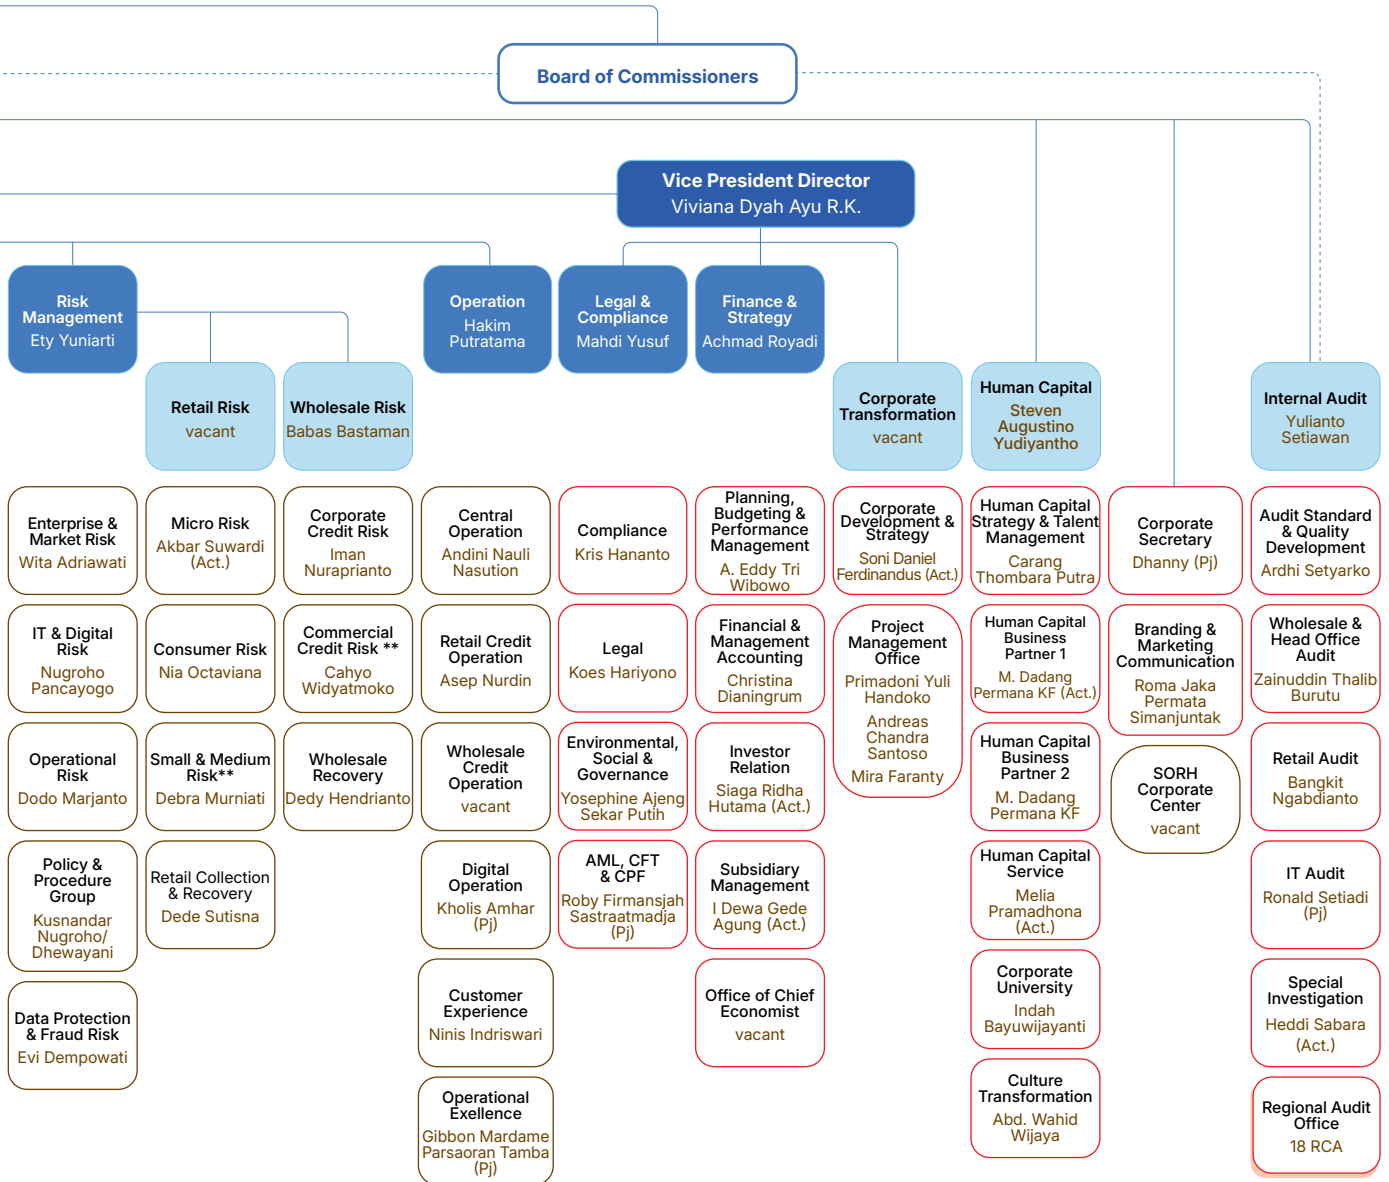 Board of Commissioners
Vice President Director
Viviana Dyah Ayu R.K.
Risk
Management
Ety Yuniarti
Operation
Hakim
Putratama
Legal &
Compliance
Mahdi Yusuf
Finance &
Strategy
Achmad Royadi
Retail Risk
vacant
Wholesale Risk
Babas Bastaman
Corporate
Transformation
vacant
Human Capital
Steven
Augustino
Yudiyantho
Internal Audit
Yulianto
Setiawan
Enterprise &
Market Risk
Wita Adriawati
IT & Digital
Risk
Nugroho
Pancayogo
Operational
Risk
Dodo Marjanto
Policy &
Procedure
Group
Kusnandar
Nugroho/
Dhewayani
Data Protection
& Fraud Risk
Evi Dempowati
Micro Risk
Akbar Suwardi
(Act.)
Consumer Risk
Nia Octaviana
Small & Medium
Risk**
Debra Murniati
Retail Collection
& Recovery
Dede Sutisna
Corporate
Credit Risk
Iman
Nuraprianto
Commercial
Credit Risk **
Cahyo
Widyatmoko
Wholesale
Recovery
Dedy Hendrianto
Central
Operation
Andini Nauli
Nasution
Retail Credit
Operation
Asep Nurdin
Wholesale
Credit
Operation
vacant
Digital
Operation
Kholis Amhar
(Pj)
Customer
Experience
Ninis Indriswari
Operational
Exellence
Gibbon Mardame
Parsaoran Tamba
(Pj)
Compliance
Kris Hananto
Legal
Koes Hariyono
Environmental,
Social &
Governance
Yosephine Ajeng
Sekar Putih
AML, CFT
& CPF
Roby Firmansjah
Sastraatmadja
(Pj)
Planning,
Budgeting &
Performance
Management
A. Eddy Tri
Wibowo
Financial &
Management
Accounting
Christina
Dianingrum
Investor
Relation
Siaga Ridha
Hutama (Act.)
Subsidiary
Management
I Dewa Gede
Agung (Act.)
Office of Chief
Economist
vacant
Corporate
Development &
Strategy
Soni Daniel
Ferdinandus (Act.)
Project
Management
Office
Primadoni Yuli
Handoko
Andreas
Chandra
Santoso
Mira Faranty
Human Capital
Strategy & Talent
Management
Carang
Thombara Putra
Human Capital
Business
Partner 1
M. Dadang
Permana KF (Act.)
Human Capital
Business
Partner 2
M. Dadang
Permana KF
Human Capital
Service
Melia
Pramadhona
(Act.)
Corporate
University
Indah
Bayuwijayanti
Culture
Transformation
Abd. Wahid
Wijaya
Corporate
Secretary
Dhanny (Pj)
Branding &
Marketing
Communication
Roma Jaka
Permata
Simanjuntak
SORH
Corporate
Center
vacant
Audit Standard
& Quality
Development
Ardhi Setyarko
Wholesale &
Head Office
Audit
Zainuddin Thalib
Burutu
Retail Audit
Bangkit
Ngabdianto
IT Audit
Ronald Setiadi
(Pj)
Special
Investigation
Heddi Sabara
(Act.)
Regional Audit
Office
18 RCA